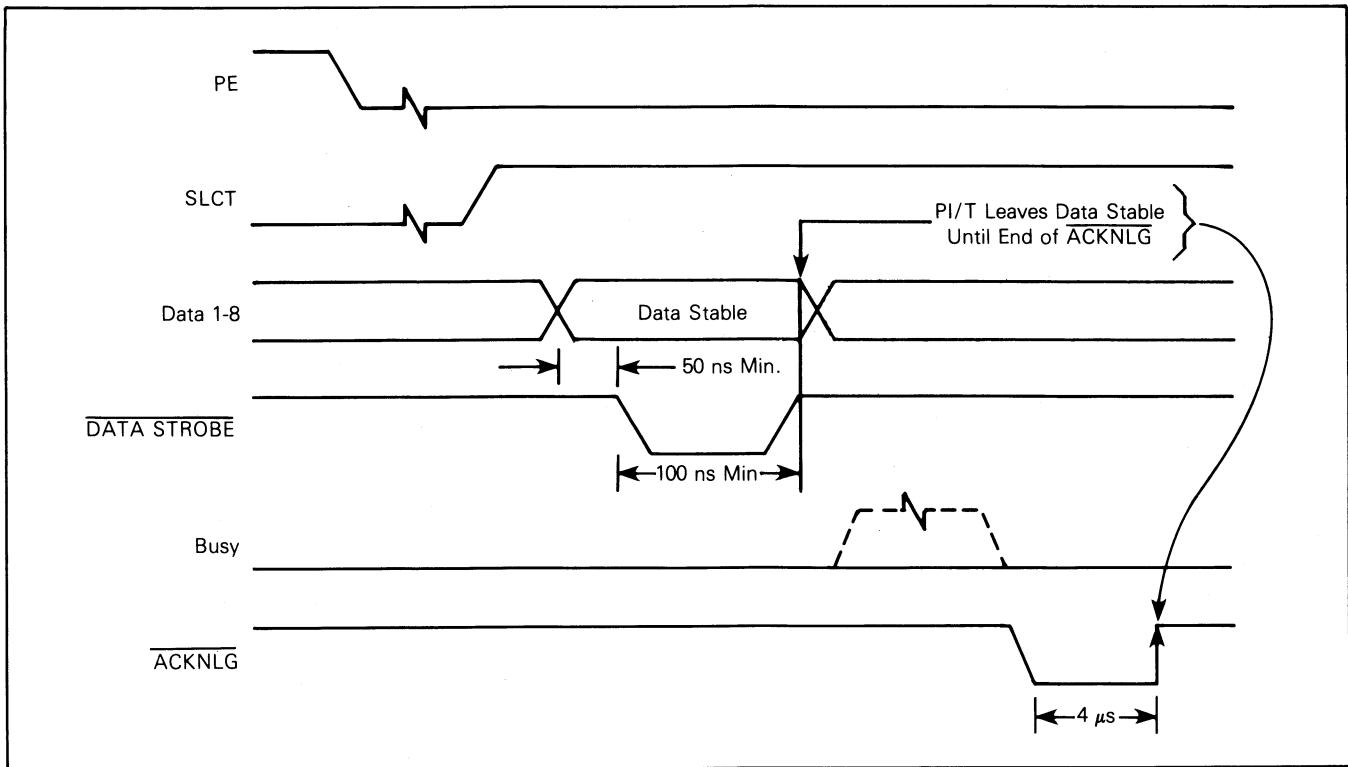 PE
SLCT
PI/T Leaves Data Stable
Until End of ACKNLG
Data 1-8
Data Stable
50 ns Min.
DATA STROBE
100 ns Min
Busy
ACKNLG
4 μs